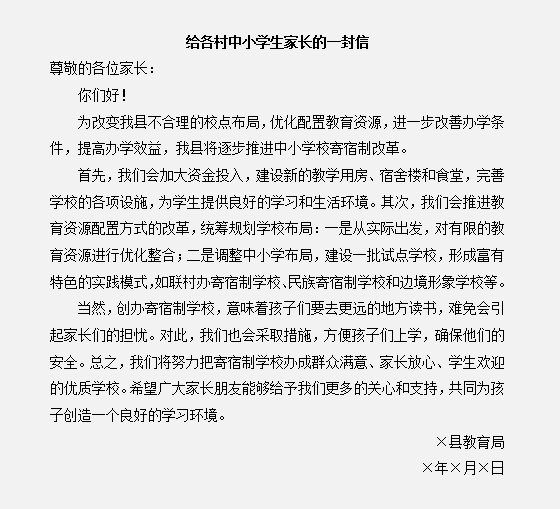 给各村中小学生家长的一封信
尊敬的各位家长：
你们好！
为改变我县不合理的校点布局，优化配置教育资源，进一步改善办学条
件，提高办学效益，我县将逐步推进中小学校寄宿制改革。
首先，我们会加大资金投入，建设新的教学用房、宿舍楼和食堂，完善
学校的各项设施，为学生提供良好的学习和生活环境。其次，我们会推进教
育资源配置方式的改革，统筹规划学校布局：一是从实际出发，对有限的教
育资源进行优化整合；二是调整中小学布局，建设一批试点学校，形成富有
特色的实践模式，如联村办寄宿制学校、民族寄宿制学校和边境形象学校等。
当然，创办寄宿制学校，意味着孩子们要去更远的地方读书，难免会引
起家长们的担忧。对此，我们也会采取措施，方便孩子们上学，确保他们的
安全。总之，我们将努力把寄宿制学校办成群众满意、家长放心、学生欢迎
的优质学校。希望广大家长朋友能够给予我们更多的关心和支持，共同为孩
子创造一个良好的学习环境。
×县教育局
×年×月×日